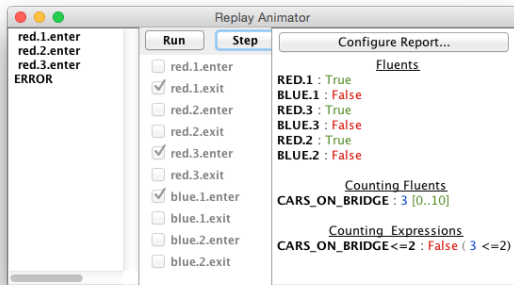 Replay Animator
red.1.enter
red.2.enter
red.3.enter
ERROR
Run
Step
red.1.enter
red.1.exit
red.2.enter
red.2.exit
red.3.enter
red.3.exit
blue.1.enter
blue.1.exit
blue.2.enter
blue.2.exit
Configure Report...
Fluents
RED.1 : True
BLUE.1 : False
RED.3 : True
BLUE.3 : False
RED.2 : True
BLUE.2 : False
Counting Fluents
CARS_ON_BRIDGE : 3 [0..10]
Counting Expressions
CARS_ON_BRIDGE<=2 : False ( 3 <=2)